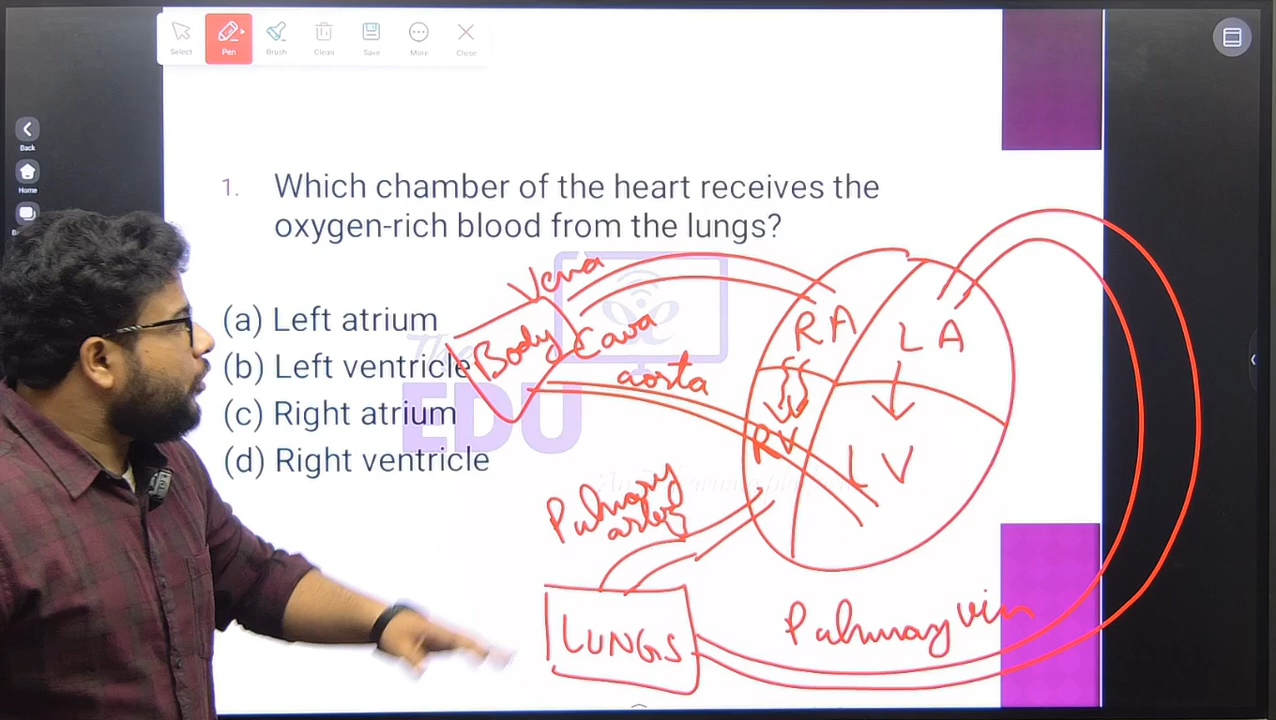 Select
Pen
Brush
Clean
Save
More
Close
Back
Home
1. Which chamber of the heart receives the
oxygen-rich blood from the lungs?
(a) Left atrium
(b) Left ventricle
(c) Right atrium
(d) Right ventricle
The
EDU
Vena
Cava
Body
aorta
RA
LA
RV
LV
Pulmonary
LUNGS
Pulmonary vein